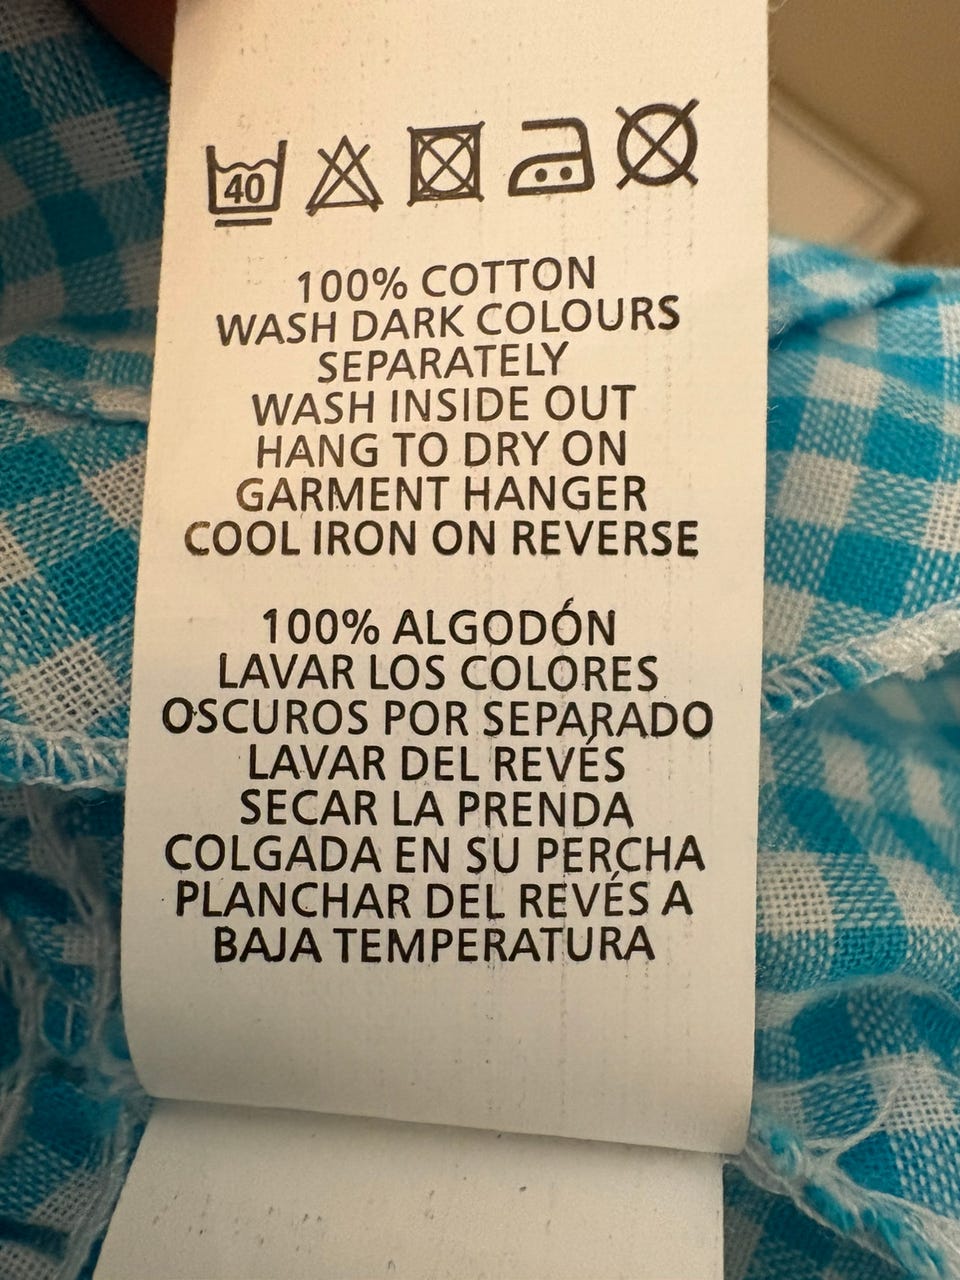 40
100% COTTON
WASH DARK COLOURS
SEPARATELY
WASH INSIDE OUT
HANG TO DRY ON
GARMENT HANGER
COOL IRON ON REVERSE
100% ALGODÓN
LAVAR LOS COLORES
OSCUROS POR SEPARADO
LAVAR DEL REVÉS
SECAR LA PRENDA
COLGADA EN SU PERCHA
PLANCHAR DEL REVÉS A
BAJA TEMPERATURA